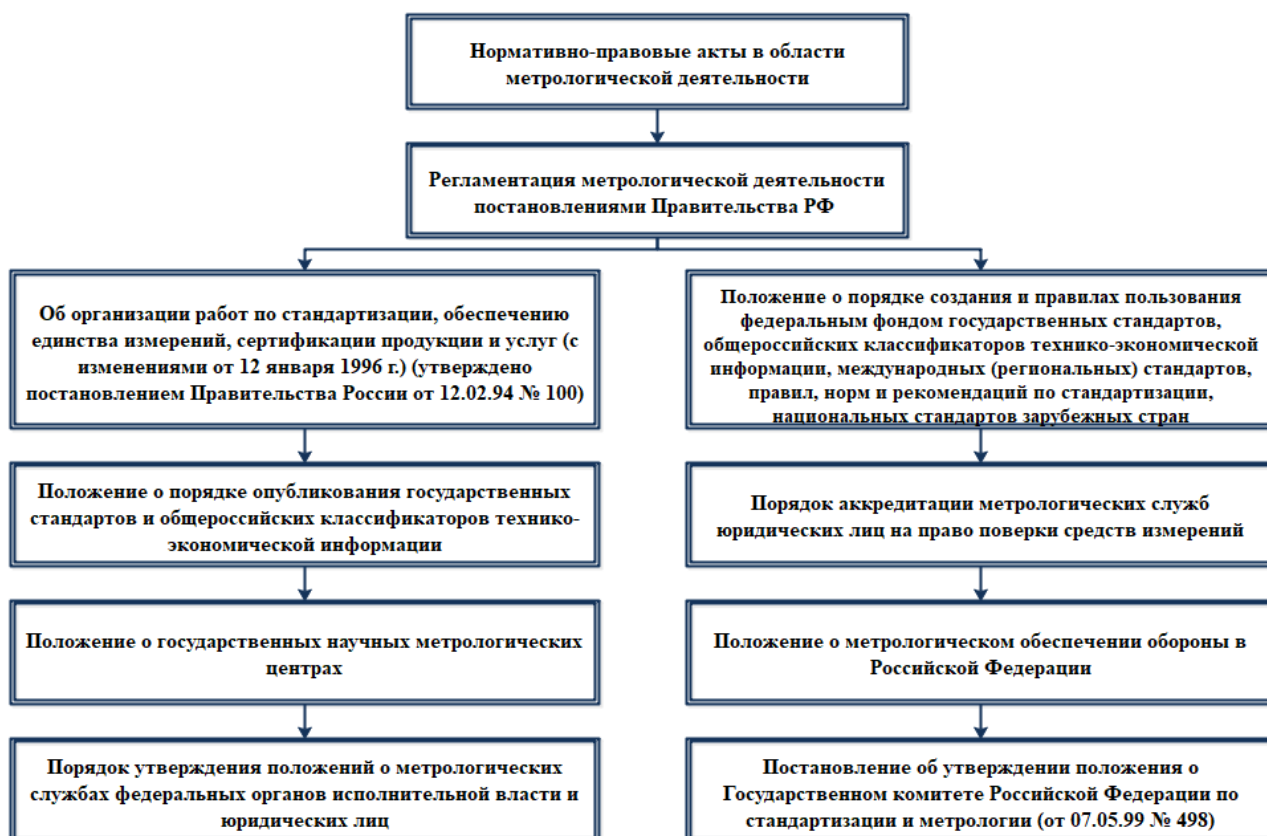 Нормативно-правовые акты в области
метрологической деятельности
Регламентация метрологической деятельности
постановлениями Правительства РФ
Об организации работ по стандартизации, обеспечению
единства измерений, сертификации продукции и услуг (с
изменениями от 12 января 1996 г.) (утверждено
постановлением Правительства России от 12.02.94 № 100)
Положение о порядке создания и правилах пользования
федеральным фондом государственных стандартов,
общероссийских классификаторов технико-экономической
информации, международных (региональных) стандартов,
правил, норм и рекомендаций по стандартизации,
национальных стандартов зарубежных стран
Положение о порядке опубликования государственных
стандартов и общероссийских классификаторов технико-
экономической информации
Порядок аккредитации метрологических служб
юридических лиц на право поверки средств измерений
Положение о государственных научных метрологических
центрах
Положение о метрологическом обеспечении обороны в
Российской Федерации
Порядок утверждения положений о метрологических
службах федеральных органов исполнительной власти и
юридических лиц
Постановление об утверждении положения о
Государственном комитете Российской Федерации по
стандартизации и метрологии (от 07.05.99 № 498)